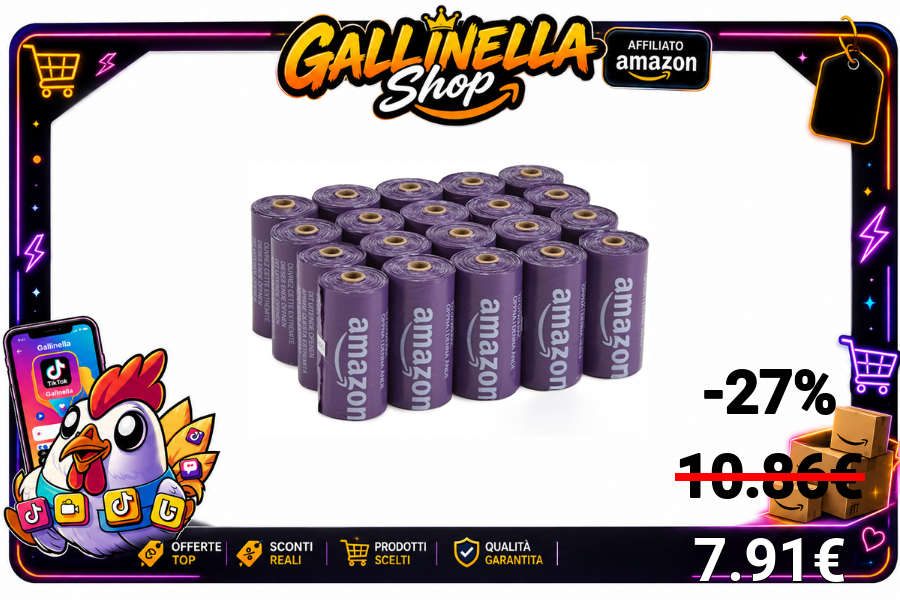 GALLINELLA
Shop
AFFILIATO
amazon
Gallinella
TikTok
Gallinella
amazon
amazon
amazon
amazon
amazon
-27%
10.86€
7.91€
OFFERTE
TOP
SCONTI
REALI
PRODOTTI
SCELTI
QUALITÀ
GARANTITA